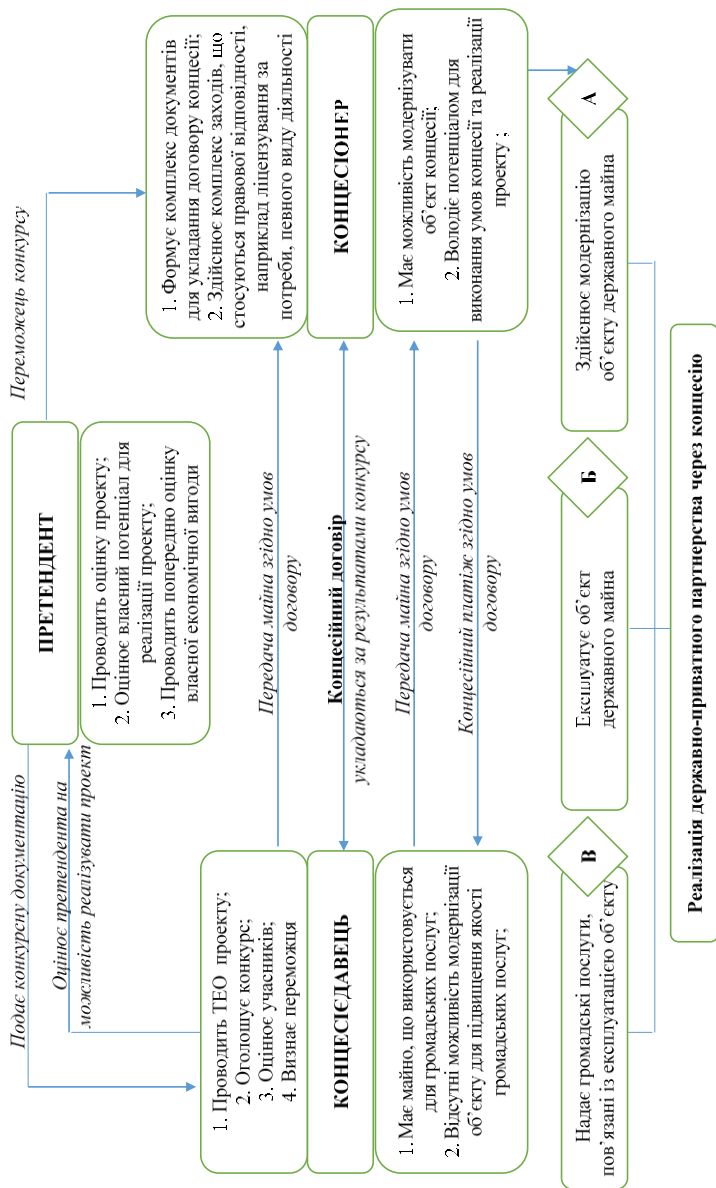 Подає конкурсну документацію
Оцінює претендента на
можливість реалізувати проект
ПРЕТЕНДЕНТ
1. Проводить оцінку проекту;
2. Оцінює власний потенціал для
реалізації проекту;
3. Проводить попередню оцінку
власної економічної вигоди
Переможець конкурсу
1. Проводить ТЕО проекту;
2. Оголошує конкурс;
3. Оцінює учасників;
4. Визнає переможця
КОНЦЕСІЄДАВЕЦЬ
1. Має майно, що використовується
для громадських послуг;
2. Відсутні можливість модернізації
об’єкту для підвищення якості
громадських послуг;
Передача майна згідно умов
договору
Концесійний договір
укладаються за результатами конкурсу
Передача майна згідно умов
договору
Концесійний платіж згідно умов
договору
1. Формує комплекс документів
для укладання договору концесії;
2. Здійснює комплекс заходів, що
стосуються правової відповідності,
наприклад ліцензування за
потреби, певного виду діяльності
КОНЦЕСІОНЕР
1. Має можливість модернізувати
об’єкт концесії;
2. Володіє потенціалом для
виконання умов концесії та реалізації
проекту ;
В
Надає громадські послуги,
пов’язані із експлуатацією об’єкту
Б
Експлуатує об’єкт
державного майна
А
Здійснює модернізацію
об’єкту державного майна
Реалізація державно-приватного партнерства через концесію